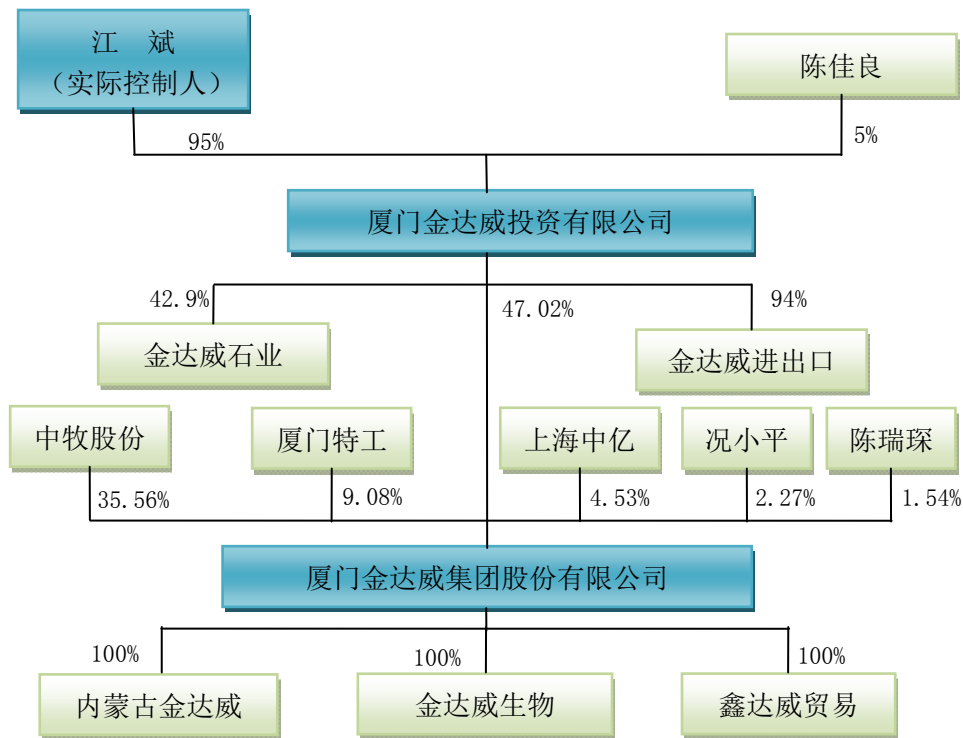 江 斌
（实际控制人）
陈佳良
95%
5%
厦门金达威投资有限公司
42.9%
47.02%
94%
金达威石业
金达威进出口
中牧股份
厦门特工
上海中亿
况小平
陈瑞琛
35.56%
9.08%
4.53%
2.27%
1.54%
厦门金达威集团股份有限公司
100%
100%
100%
内蒙古金达威
金达威生物
鑫达威贸易